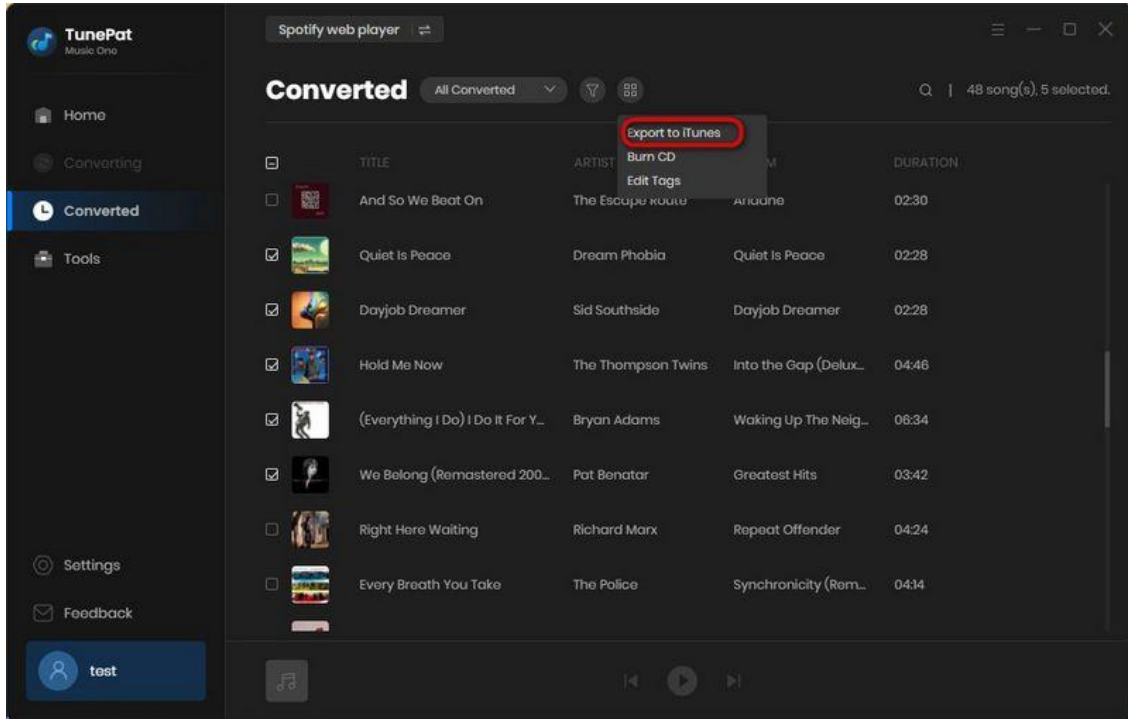 TunePat
Music One
Spotify web player
Home
Converting
Converted
Tools
Settings
Feedback
test
Converted All Converted 48 song(s), 5 selected.
Export to iTunes
Burn CD
Edit Tags
TITLE ARTIST DURATION
And So We Beat On The Escape Route Ariadne 02:30
Quiet Is Peace Dream Phobia Quiet Is Peace 02:28
Dayjob Dreamer Sid Southside Dayjob Dreamer 02:28
Hold Me Now The Thompson Twins Into the Gap (Delux... 04:46
(Everything I Do) I Do It For Y... Bryan Adams Waking Up The Neig... 06:34
We Belong (Remastered 200... Pat Benatar Greatest Hits 03:42
Right Here Waiting Richard Marx Repeat Offender 04:24
Every Breath You Take The Police Synchronicity (Rem... 04:14